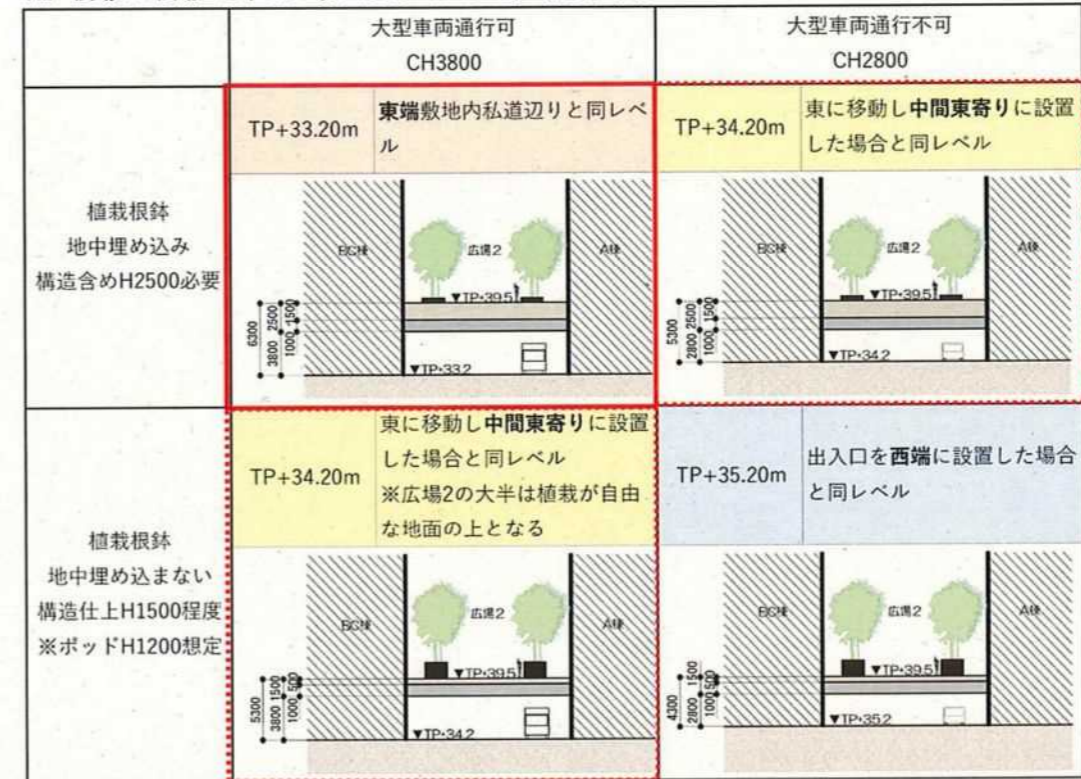 大型車両通行可
CH3800
大型車両通行不可
CH2800
植栽根鉢
地中埋め込み
構造含めH2500必要
TP+33.20m
東端敷地内私道辺りと同レベ
ル
BC棟
広場2
A棟
▼TP+39.5
▼TP+33.2
6300
3800 2500
1000 1500
TP+34.20m
東に移動し中間東寄りに設置
した場合と同レベル
BC棟
広場2
A棟
▼TP+39.5
▼TP+34.2
5300
2800 2500
1000 1500
植栽根鉢
地中埋め込まない
構造仕上H1500程度
※ポッドH1200想定
TP+34.20m
東に移動し中間東寄りに設置
した場合と同レベル
※広場2の大半は植栽が自由
な地面の上となる
BC棟
広場2
A棟
▼TP+39.5
▼TP+34.2
5300
3800 1500
1000 500
TP+35.20m
出入口を西端に設置した場合
と同レベル
BC棟
広場2
A棟
▼TP+39.5
▼TP+35.2
4300
2800 1500
1000 500